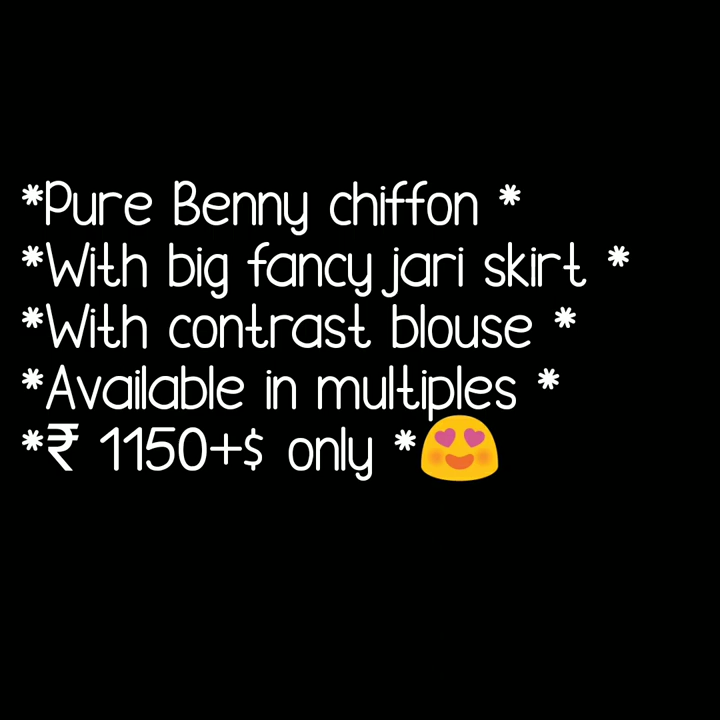 *Pure Benny chiffon *
*With big fancy jari skirt *
*With contrast blouse *
*Available in multiples *
*₹ 1150+$ only *😍